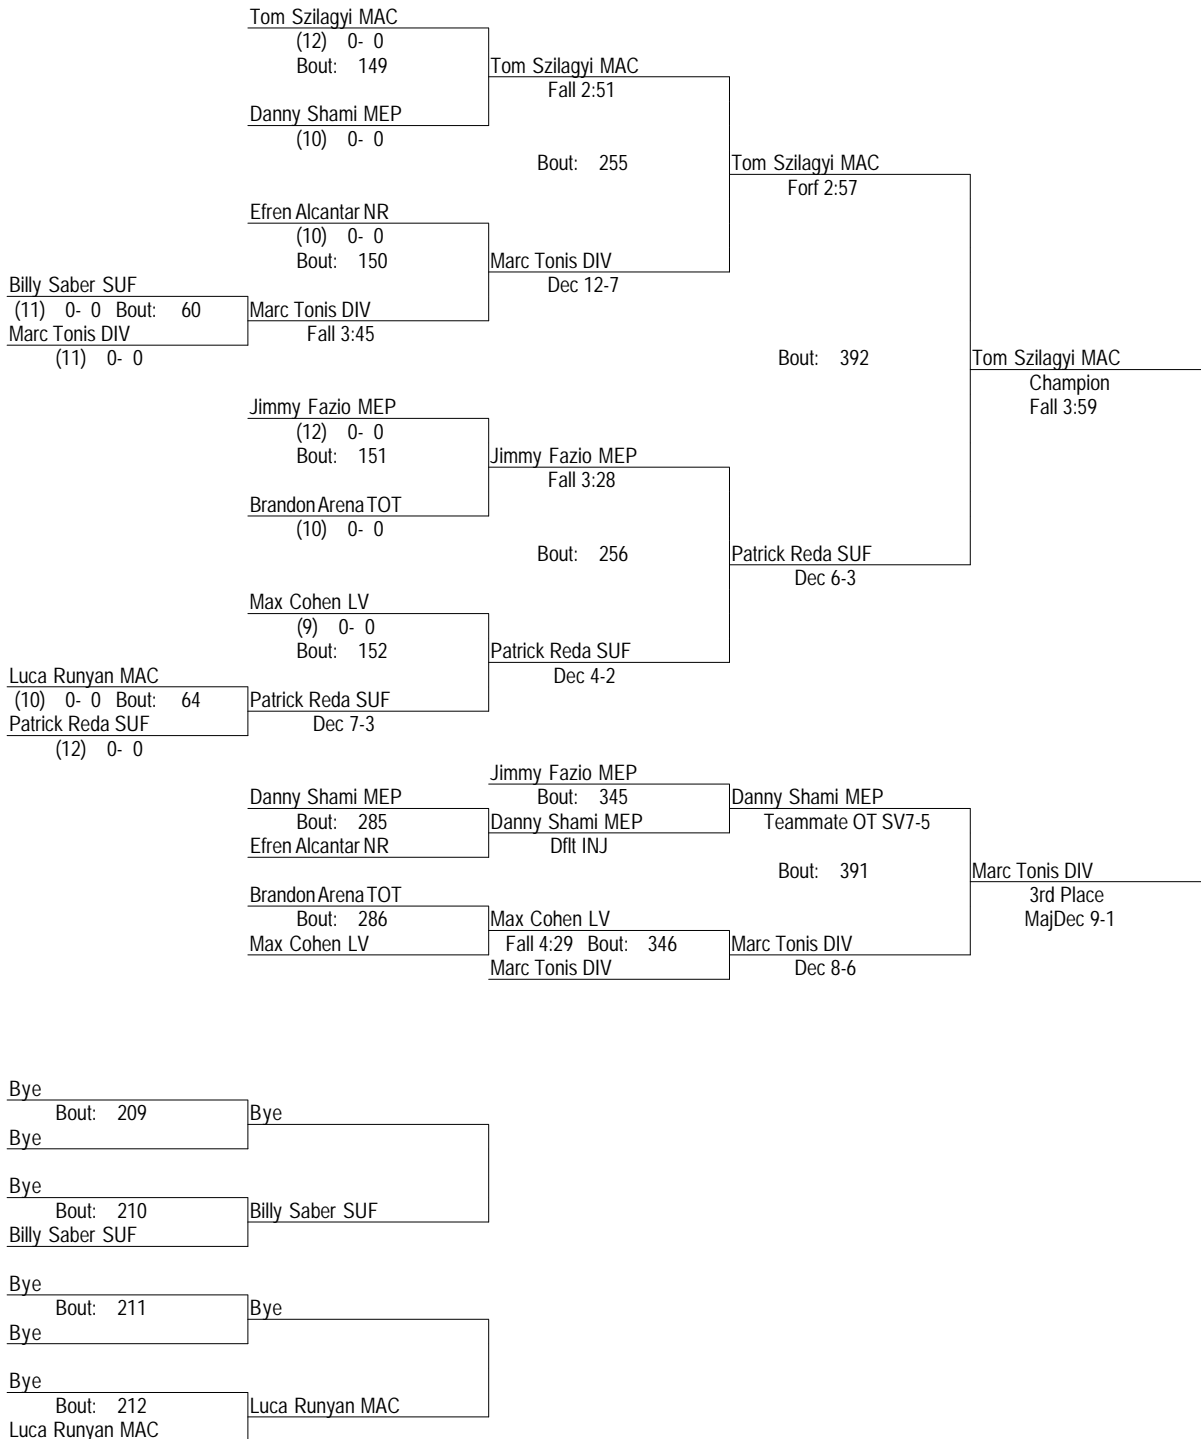 Tom Szilagyi MAC
(12) 0- 0
Bout: 149
Tom Szilagyi MAC
Fall 2:51
Danny Shami MEP
(10) 0- 0
Bout: 255
Tom Szilagyi MAC
Forf 2:57
Efren Alcantar NR
(10) 0- 0
Bout: 150
Marc Tonis DIV
Dec 12-7
Billy Saber SUF
(11) 0- 0 Bout: 60
Marc Tonis DIV
Fall 3:45
Marc Tonis DIV
(11) 0- 0
Bout: 392
Tom Szilagyi MAC
Champion
Fall 3:59
Jimmy Fazio MEP
(12) 0- 0
Bout: 151
Jimmy Fazio MEP
Fall 3:28
Brandon Arena TOT
(10) 0- 0
Bout: 256
Patrick Reda SUF
Dec 6-3
Max Cohen LV
(9) 0- 0
Bout: 152
Patrick Reda SUF
Dec 4-2
Luca Runyan MAC
(10) 0- 0 Bout: 64
Patrick Reda SUF
Dec 7-3
Patrick Reda SUF
(12) 0- 0
Jimmy Fazio MEP
Bout: 345
Danny Shami MEP
Teammate OT SV7-5
Danny Shami MEP
Bout: 285
Danny Shami MEP
Dflt INJ
Efren Alcantar NR
Bout: 391
Marc Tonis DIV
3rd Place
MajDec 9-1
Brandon Arena TOT
Bout: 286
Max Cohen LV
Max Cohen LV
Fall 4:29 Bout: 346
Marc Tonis DIV
Dec 8-6
Marc Tonis DIV
Bye
Bout: 209
Bye
Bye
Bye
Bout: 210
Billy Saber SUF
Billy Saber SUF
Bye
Bout: 211
Bye
Bye
Bye
Bout: 212
Luca Runyan MAC
Luca Runyan MAC